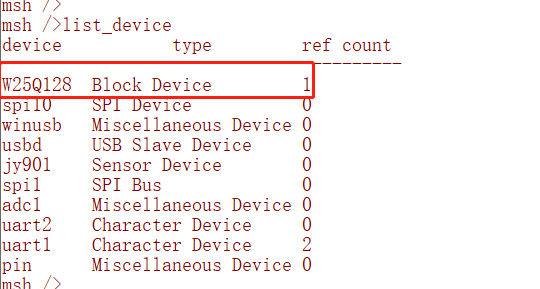 msh />
msh />list_device
device type ref count
W25Q128 Block Device 1
spi10 SPI Device 0
winusb Miscellaneous Device 0
usbd USB Slave Device 0
jy901 Sensor Device 0
spi1 SPI Bus 0
adc1 Miscellaneous Device 0
uart2 Character Device 0
uart1 Character Device 2
pin Miscellaneous Device 0
msh />